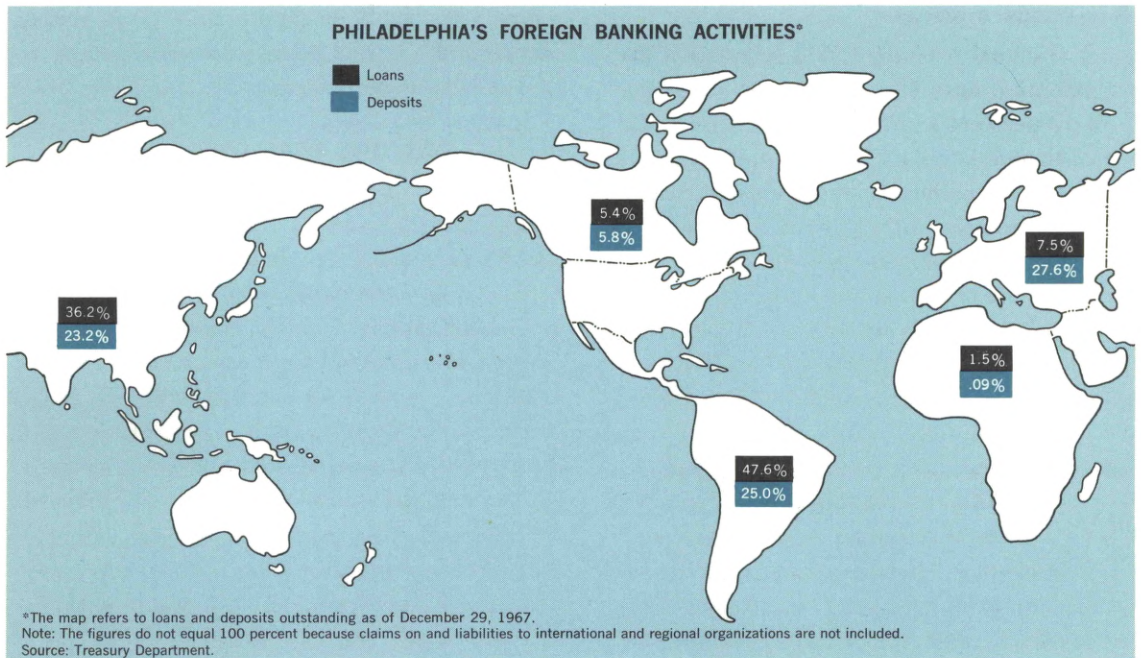 PHILADELPHIA'S FOREIGN BANKING ACTIVITIES*
Loans
Deposits
5.4%
5.8%
7.5%
27.6%
36.2%
23.2%
1.5%
.09%
47.6%
25.0%
*The map refers to loans and deposits outstanding as of December 29, 1967.
Note: The figures do not equal 100 percent because claims on and liabilities to international and regional organizations are not included.
Source: Treasury Department.